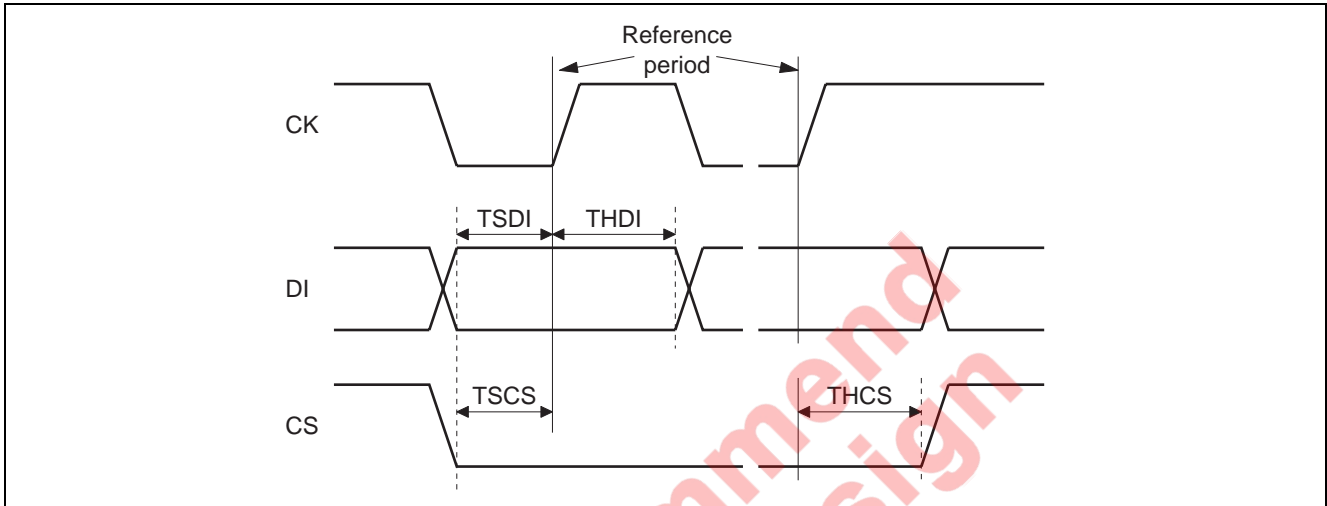 Reference
period
CK
TSDI
THDI
DI
TSCS
THCS
CS